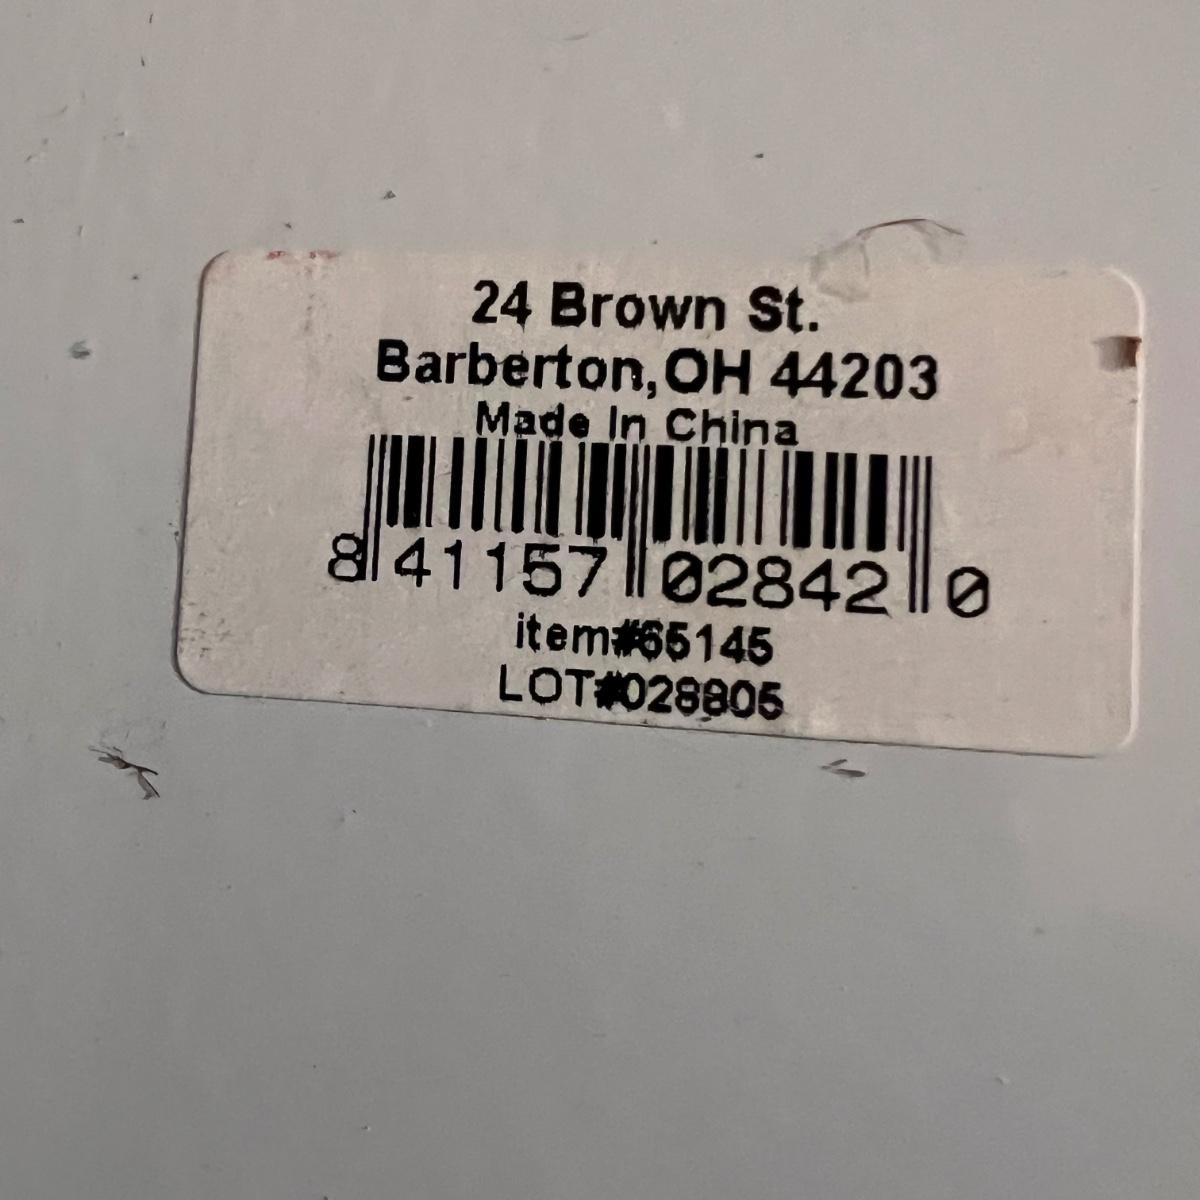 24 Brown St.
Barberton,OH 44203
Made In China
8 41157 02842 0
item#65145
LOT#028805